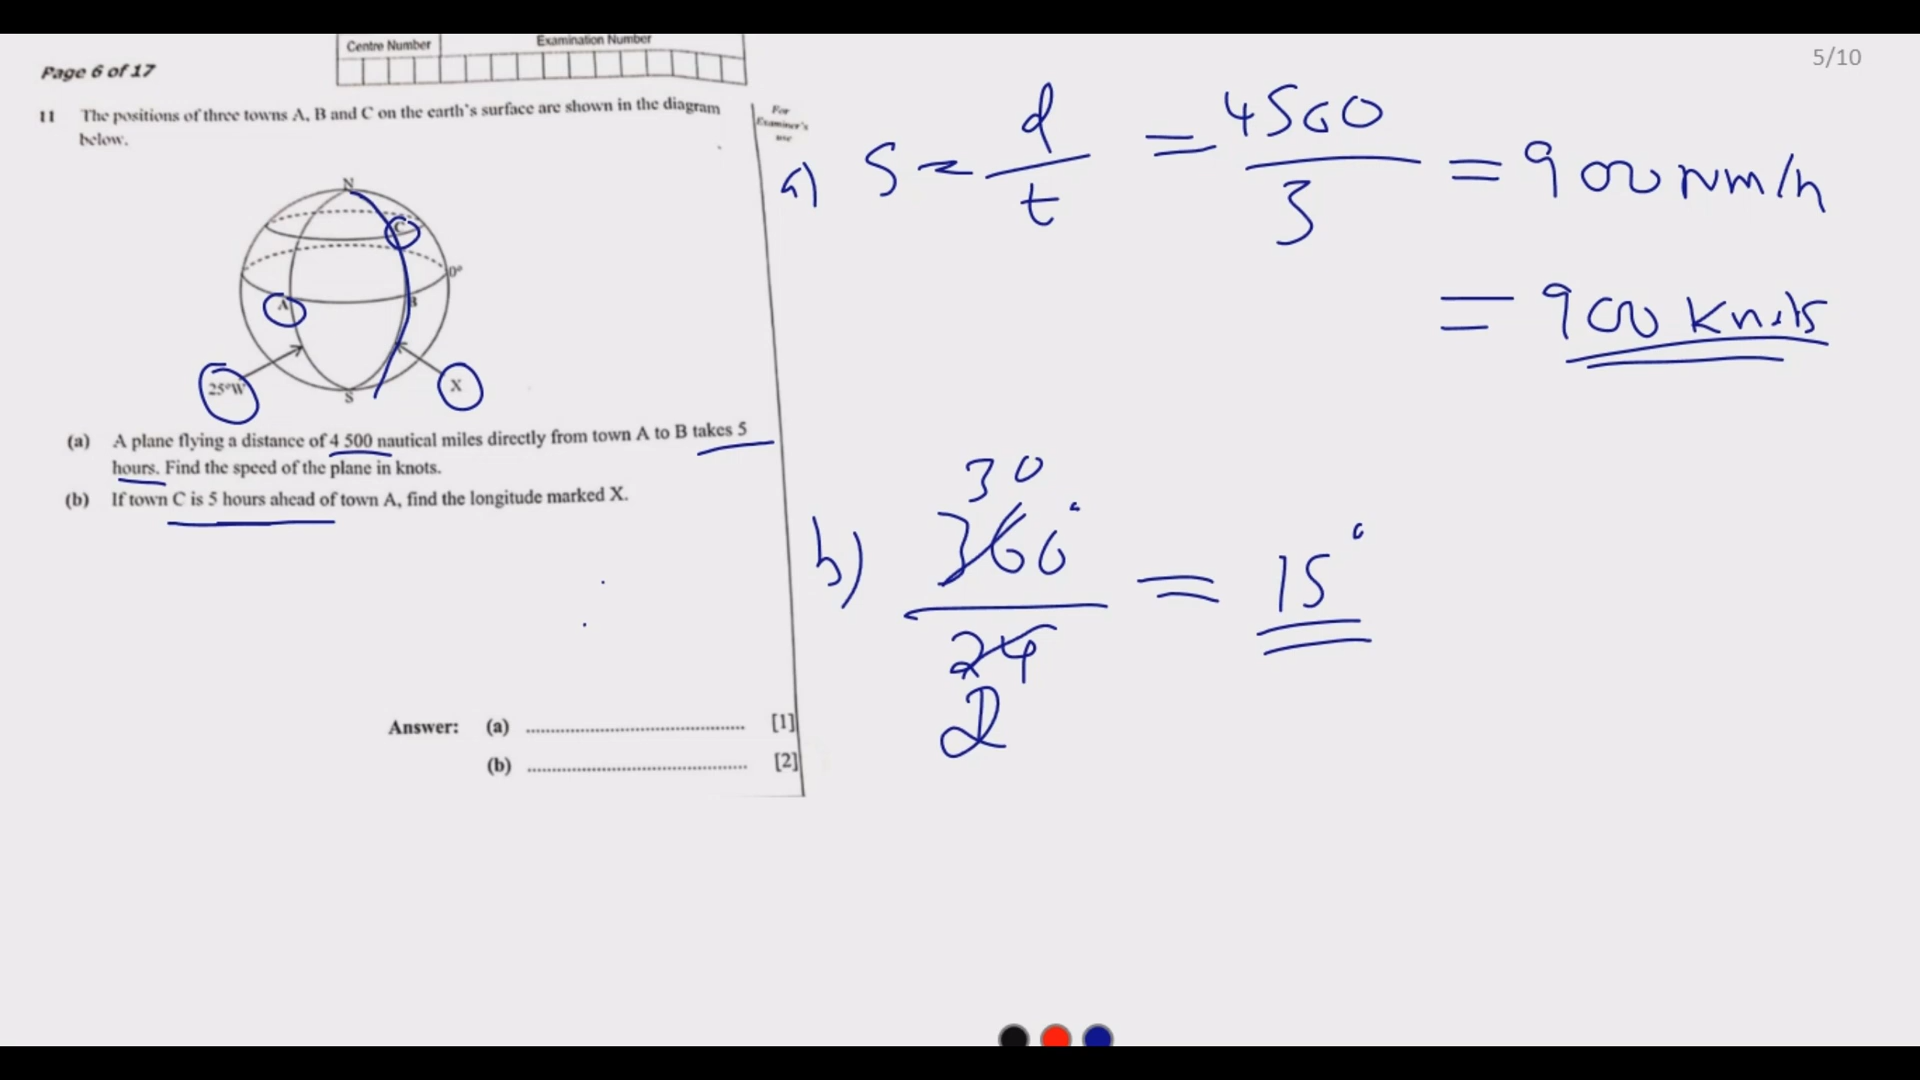 5/10
Centre Number
Examination Number
Page 6 of 17
For
Examiner's
use
11 The positions of three towns A, B and C on the earth's surface are shown in the diagram
below.
N
C
0°
A
B
25°W
X
S
(a) A plane flying a distance of 4 500 nautical miles directly from town A to B takes 5
hours. Find the speed of the plane in knots.
(b) If town C is 5 hours ahead of town A, find the longitude marked X.
Answer: (a) [1]
(b) [2]
a) S = d/t = 4500/5 = 900 nm/h
= 900 knots
b) 360°/24 = 15°
30
2